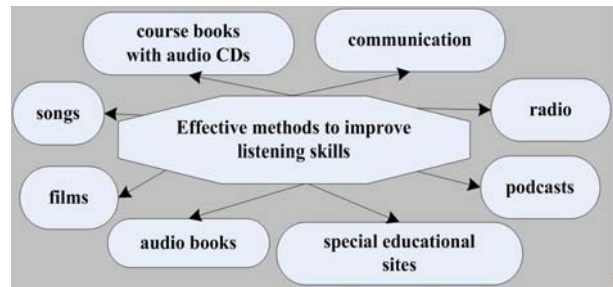 course books
with audio CDs
communication
songs
radio
Effective methods to improve
listening skills
films
podcasts
audio books
special educational
sites